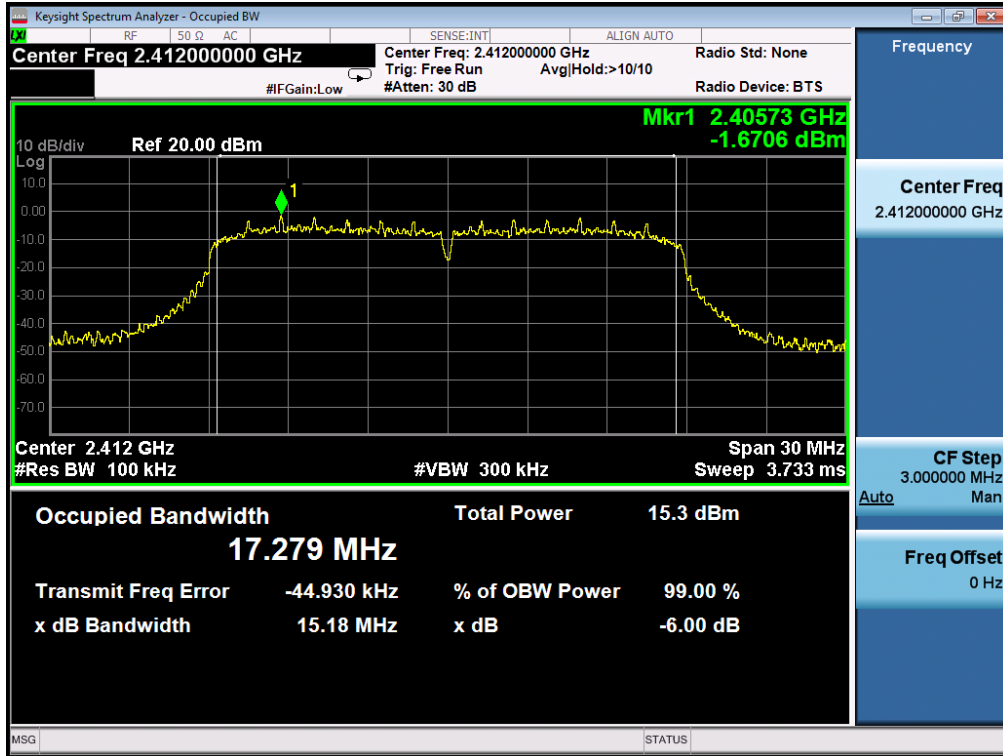 Keysight Spectrum Analyzer - Occupied BW
LXI RF 50 Ω AC SENSE:INT ALIGN AUTO
Center Freq 2.412000000 GHz
Center Freq: 2.412000000 GHz Radio Std: None
Trig: Free Run Avg|Hold:>10/10
#IFGain:Low #Atten: 30 dB Radio Device: BTS
Mkr1 2.40573 GHz
-1.6706 dBm
10 dB/div Ref 20.00 dBm
Log
10.0
1
0.00
-10.0
-20.0
-30.0
-40.0
-50.0
-60.0
-70.0
Center 2.412 GHz Span 30 MHz
#Res BW 100 kHz #VBW 300 kHz Sweep 3.733 ms
Occupied Bandwidth Total Power 15.3 dBm
17.279 MHz
Transmit Freq Error -44.930 kHz % of OBW Power 99.00 %
x dB Bandwidth 15.18 MHz x dB -6.00 dB
MSG STATUS
Frequency
Center Freq
2.412000000 GHz
CF Step
3.000000 MHz
Auto Man
Freq Offset
0 Hz